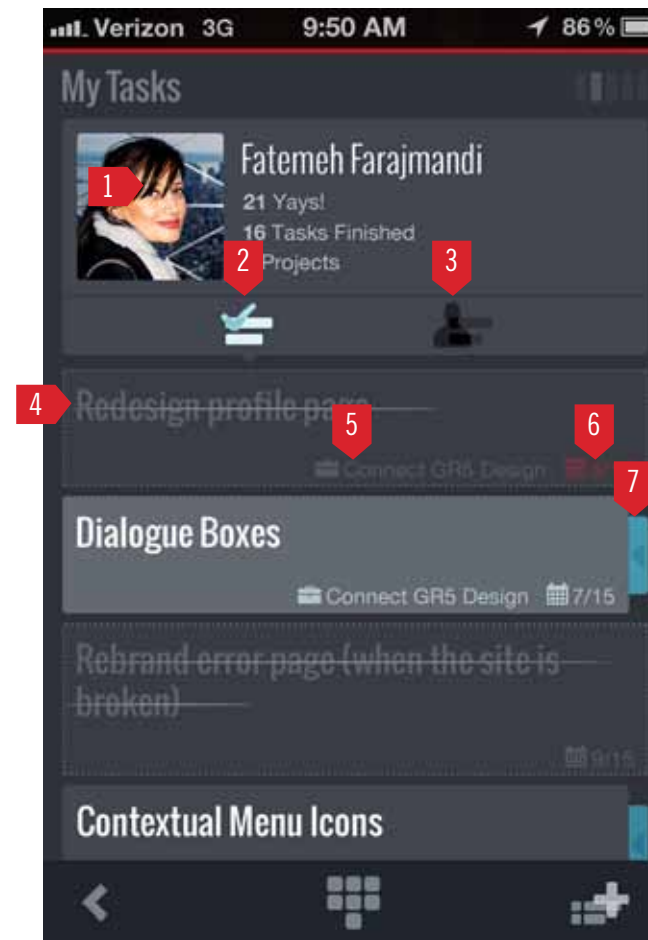 Verizon 3G 9:50 AM 86%
My Tasks
Fatemeh Farajmandi
1
21 Yays!
16 Tasks Finished
2
Projects
3
4
Redesign profile page
5
6
Connect GR5 Design
7
Dialogue Boxes
Connect GR5 Design 7/15
Rebrand error page (when the site is
broken)
9/15
Contextual Menu Icons